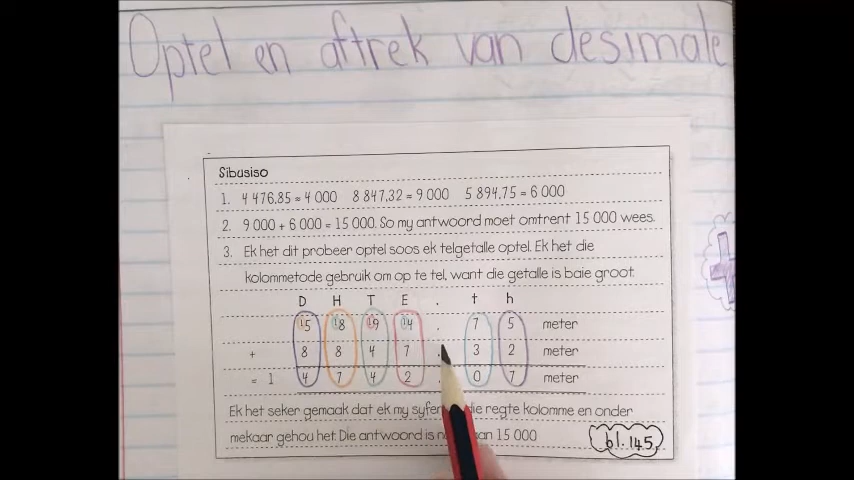 Optel en aftrek van desimale
Sibusiso
1. 4 476,85 ≈ 4 000 8 847,32 ≈ 9 000 5 894,75 ≈ 6 000
2. 9 000 + 6 000 = 15 000. So my antwoord moet omtrent 15 000 wees.
3. Ek het dit probeer optel soos ek telgetalle optel. Ek het die
kolommetode gebruik om op te tel, want die getalle is baie groot.
D H T E , t h
15 18 19 14 , 7 5 meter
+ 8 8 4 7 , 3 2 meter
= 1 4 7 4 2 , 0 7 meter
Ek het seker gemaak dat ek my syfers die regte kolomme en onder
mekaar gehou het. Die antwoord is 15 000
bl. 145